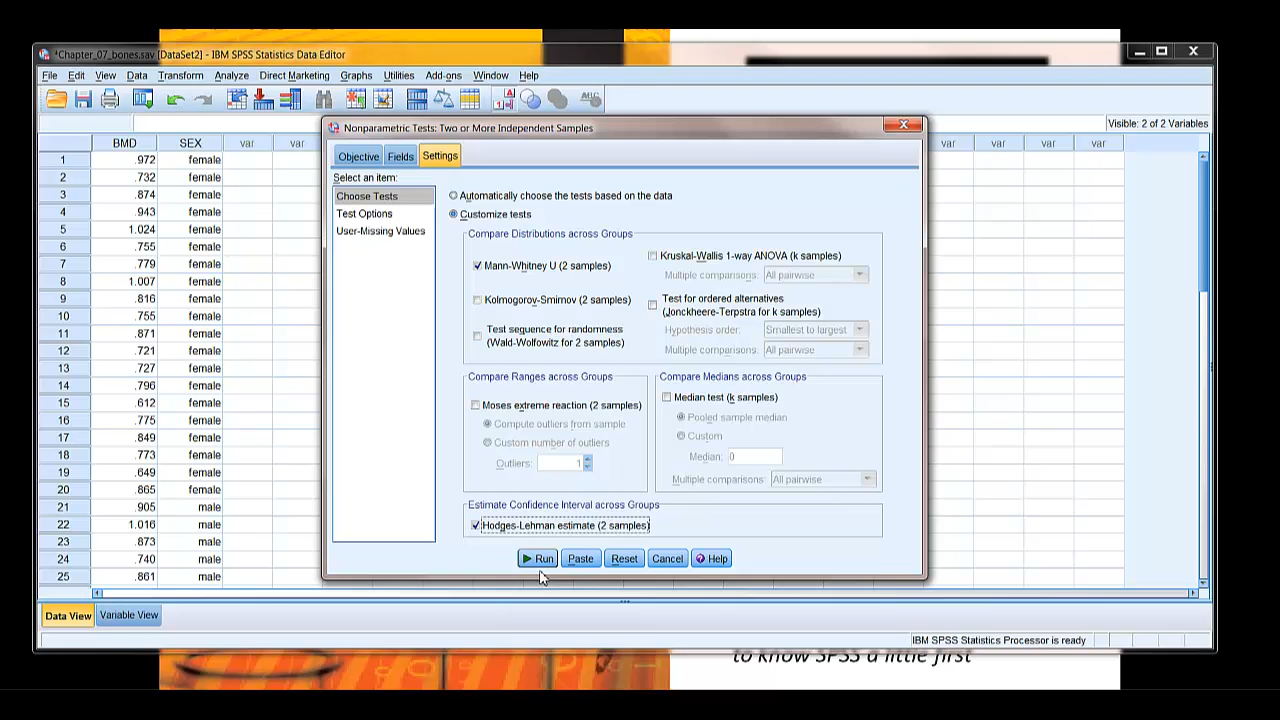 *Chapter_07_bones.sav [DataSet2] - IBM SPSS Statistics Data Editor
File Edit View Data Transform Analyze Direct Marketing Graphs Utilities Add-ons Window Help
Visible: 2 of 2 Variables
BMD SEX var var var var var var
1 .972 female
2 .732 female
3 .874 female
4 .943 female
5 1.024 female
6 .755 female
7 .779 female
8 1.007 female
9 .816 female
10 .755 female
11 .871 female
12 .721 female
13 .727 female
14 .796 female
15 .612 female
16 .775 female
17 .849 female
18 .773 female
19 .649 female
20 .865 female
21 .905 male
22 1.016 male
23 .873 male
24 .740 male
25 .861 male
Nonparametric Tests: Two or More Independent Samples
Objective Fields Settings
Select an item:
Choose Tests
Test Options
User-Missing Values
Automatically choose the tests based on the data
Customize tests
Compare Distributions across Groups
Mann-Whitney U (2 samples)
Kolmogorov-Smirnov (2 samples)
Test sequence for randomness
(Wald-Wolfowitz for 2 samples)
Kruskal-Wallis 1-way ANOVA (k samples)
Multiple comparisons: All pairwise
Test for ordered alternatives
(Jonckheere-Terpstra for k samples)
Hypothesis order: Smallest to largest
Multiple comparisons: All pairwise
Compare Ranges across Groups
Moses extreme reaction (2 samples)
Compute outliers from sample
Custom number of outliers
Outliers: 1
Compare Medians across Groups
Median test (k samples)
Pooled sample median
Custom
Median: 0
Multiple comparisons: All pairwise
Estimate Confidence Interval across Groups
Hodges-Lehman estimate (2 samples)
Run Paste Reset Cancel Help
Data View Variable View
IBM SPSS Statistics Processor is ready
to know SPSS a little first